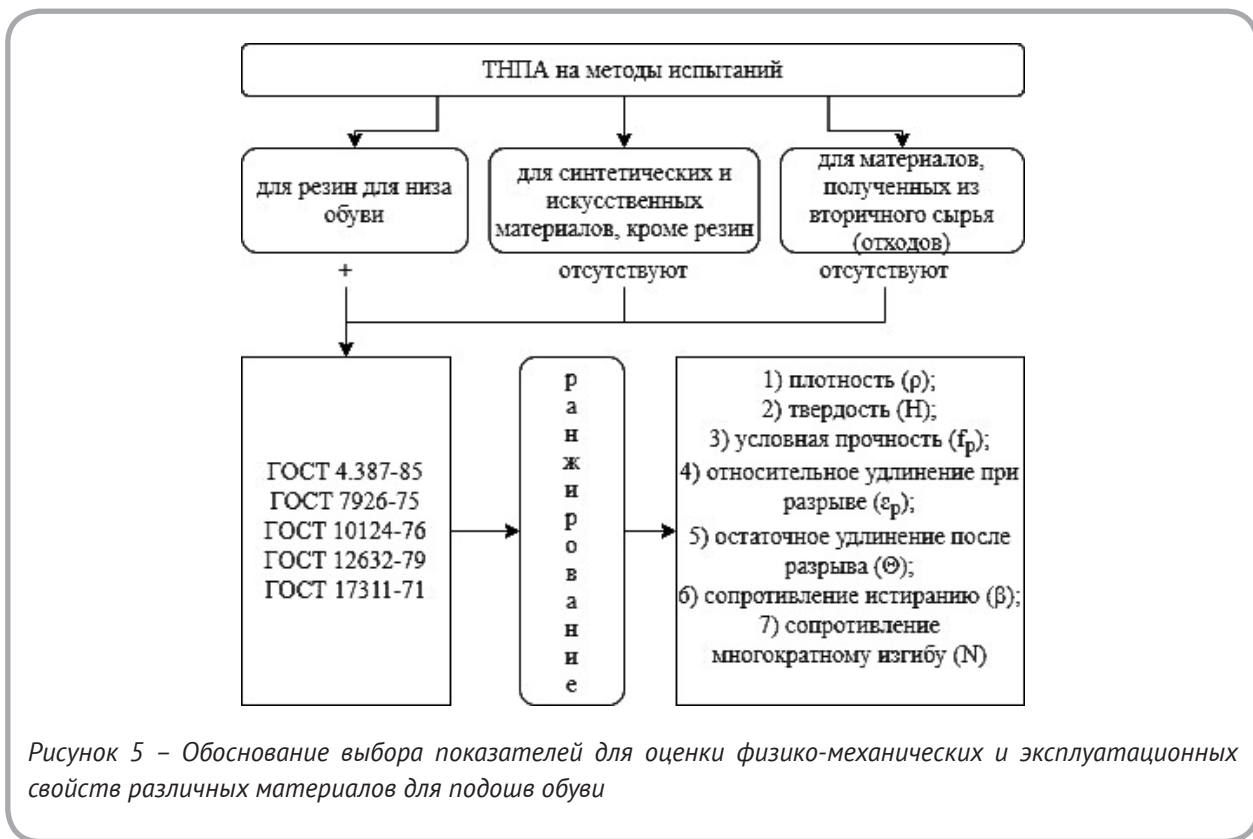 ТНПА на методы испытаний
для резин для низа
обуви
для синтетических и
искусственных
материалов, кроме резин
для материалов,
полученных из
вторичного сырья
(отходов)
+
отсутствуют
отсутствуют
ГОСТ 4.387-85
ГОСТ 7926-75
ГОСТ 10124-76
ГОСТ 12632-79
ГОСТ 17311-71
р
а
н
ж
и
р
о
в
а
н
и
е
1) плотность (ρ);
2) твердость (H);
3) условная прочность (fр);
4) относительное удлинение при
разрыве (εр);
5) остаточное удлинение после
разрыва (Θ);
6) сопротивление истиранию (β);
7) сопротивление
многократному изгибу (N)
Рисунок 5 – Обоснование выбора показателей для оценки физико-механических и эксплуатационных
свойств различных материалов для подошв обуви